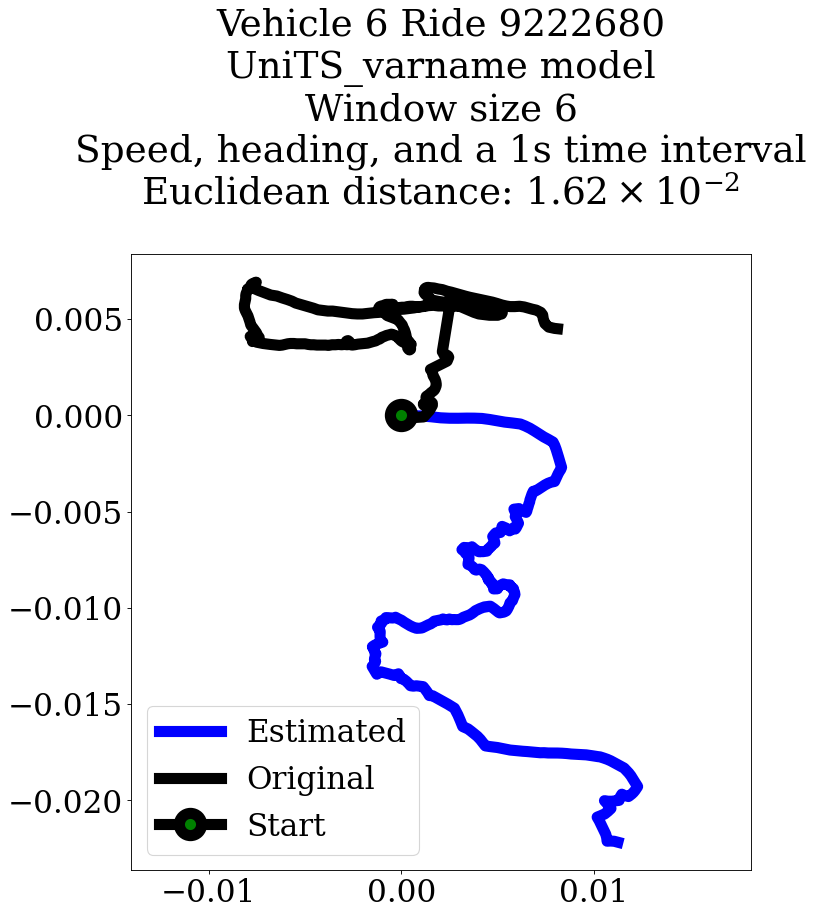 Vehicle 6 Ride 9222680
UniTS_varname model
Window size 6
Speed, heading, and a 1s time interval
Euclidean distance: 1.62 × 10⁻²
0.005
0.000
−0.005
−0.010
−0.015
−0.020
Estimated
Original
Start
−0.01
0.00
0.01